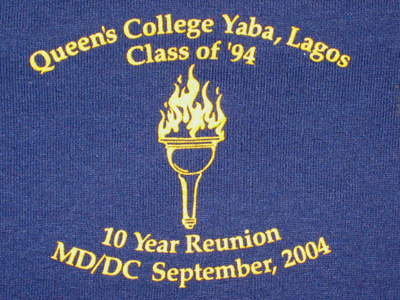 Queen's College Yaba, Lagos
Class of '94
10 Year Reunion
MD/DC September, 2004